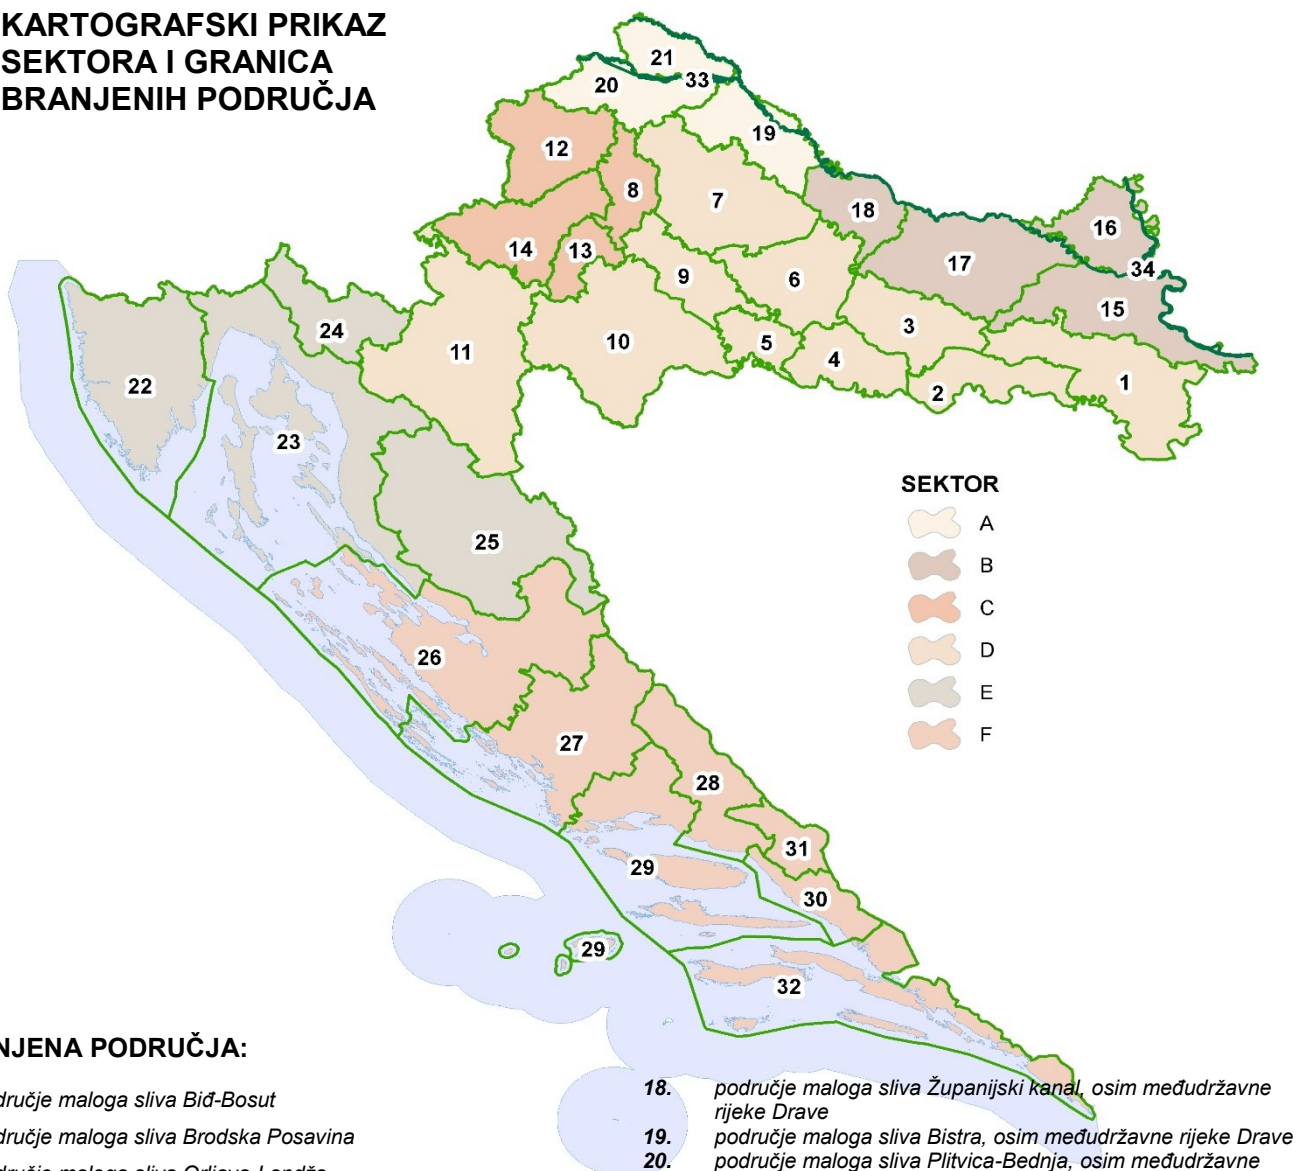 KARTOGRAFSKI PRIKAZ
SEKTORA I GRANICA
BRANJENIH PODRUČJA
21
20
33
19
12
8
7
18
16
14
13
17
34
9
6
15
24
3
11
10
5
4
22
2
1
23
SEKTOR
A
25
B
C
D
26
E
F
27
28
31
29
30
29
32
NJENA PODRUČJA:
dručje maloga sliva Biđ-Bosut
dručje maloga sliva Brodska Posavina
18. područje maloga sliva Županijski kanal, osim međudržavne
rijeke Drave
19. područje maloga sliva Bistra, osim međudržavne rijeke Drave
20. područje maloga sliva Plitvica-Bednja, osim međudržavne